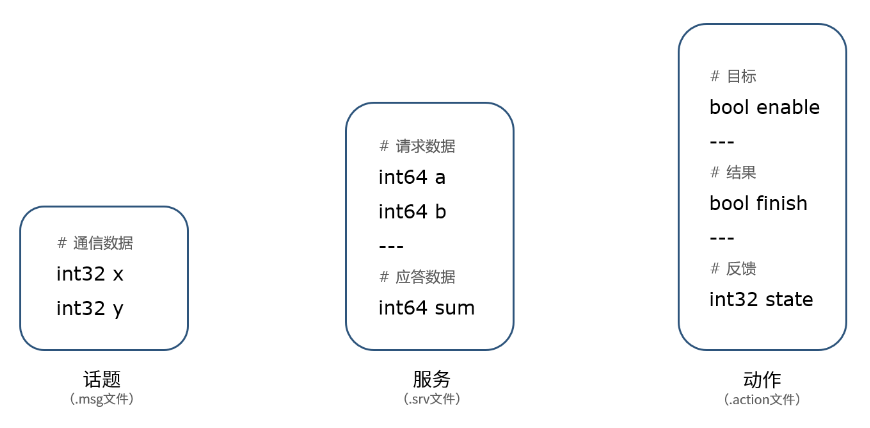 # 通信数据
int32 x
int32 y
话题
（.msg文件）
# 请求数据
int64 a
int64 b
---
# 应答数据
int64 sum
服务
（.srv文件）
# 目标
bool enable
---
# 结果
bool finish
---
# 反馈
int32 state
动作
（.action文件）